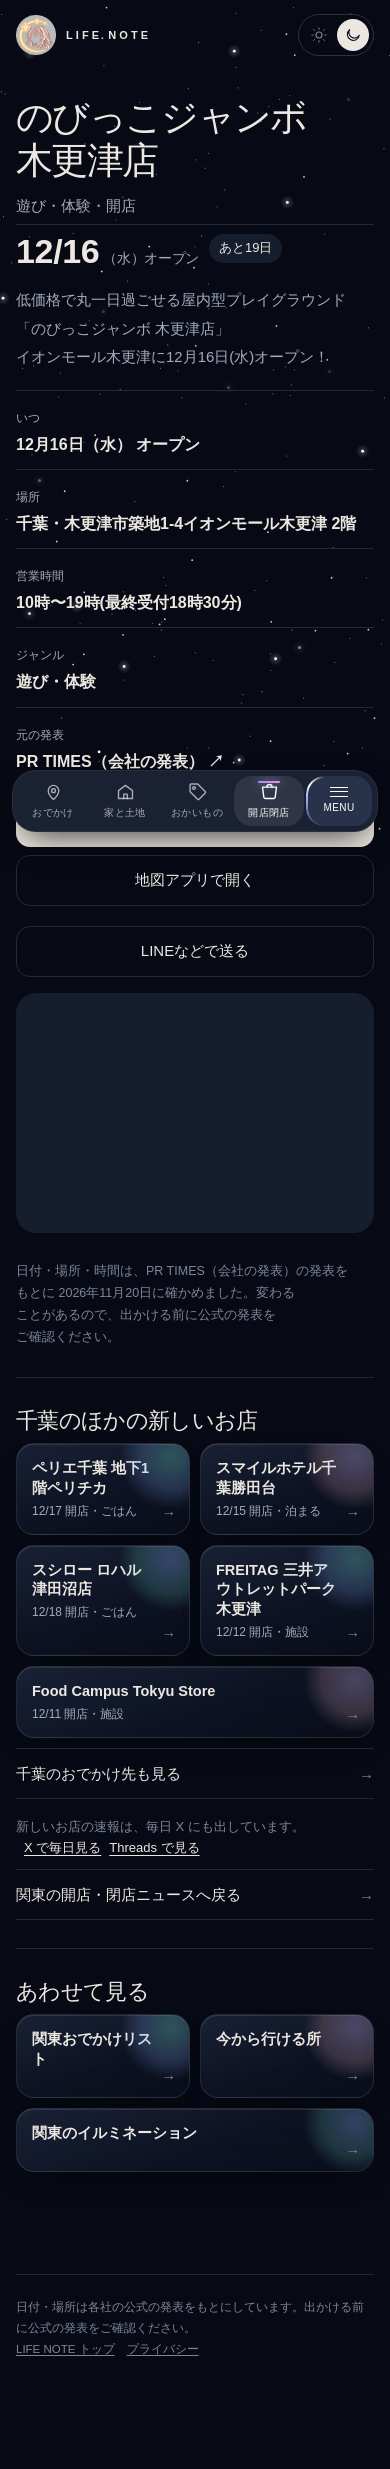 LIFE.NOTE
のびっこジャンボ
木更津店
遊び・体験・開店
12/16 （水）オープン あと19日
低価格で丸一日過ごせる屋内型プレイグラウンド
「のびっこジャンボ 木更津店」
イオンモール木更津に12月16日(水)オープン！
いつ
12月16日（水） オープン
場所
千葉・木更津市築地1-4イオンモール木更津 2階
営業時間
10時〜19時(最終受付18時30分)
ジャンル
遊び・体験
元の発表
PR TIMES（会社の発表） ↗
おでかけ
家と土地
おかいもの
開店閉店
MENU
地図アプリで開く
LINEなどで送る
日付・場所・時間は、PR TIMES（会社の発表）の発表を
もとに 2026年11月20日に確かめました。変わる
ことがあるので、出かける前に公式の発表を
ご確認ください。
千葉のほかの新しいお店
ペリエ千葉 地下1
階ペリチカ
12/17 開店・ごはん →
スマイルホテル千
葉勝田台
12/15 開店・泊まる →
スシロー ロハル
津田沼店
12/18 開店・ごはん
→
FREITAG 三井ア
ウトレットパーク
木更津
12/12 開店・施設 →
Food Campus Tokyu Store
12/11 開店・施設 →
千葉のおでかけ先も見る →
新しいお店の速報は、毎日 X にも出しています。
X で毎日見る Threads で見る
関東の開店・閉店ニュースへ戻る →
あわせて見る
関東おでかけリス
ト
→
今から行ける所
→
関東のイルミネーション
→
日付・場所は各社の公式の発表をもとにしています。出かける前
に公式の発表をご確認ください。
LIFE NOTE トップ プライバシー